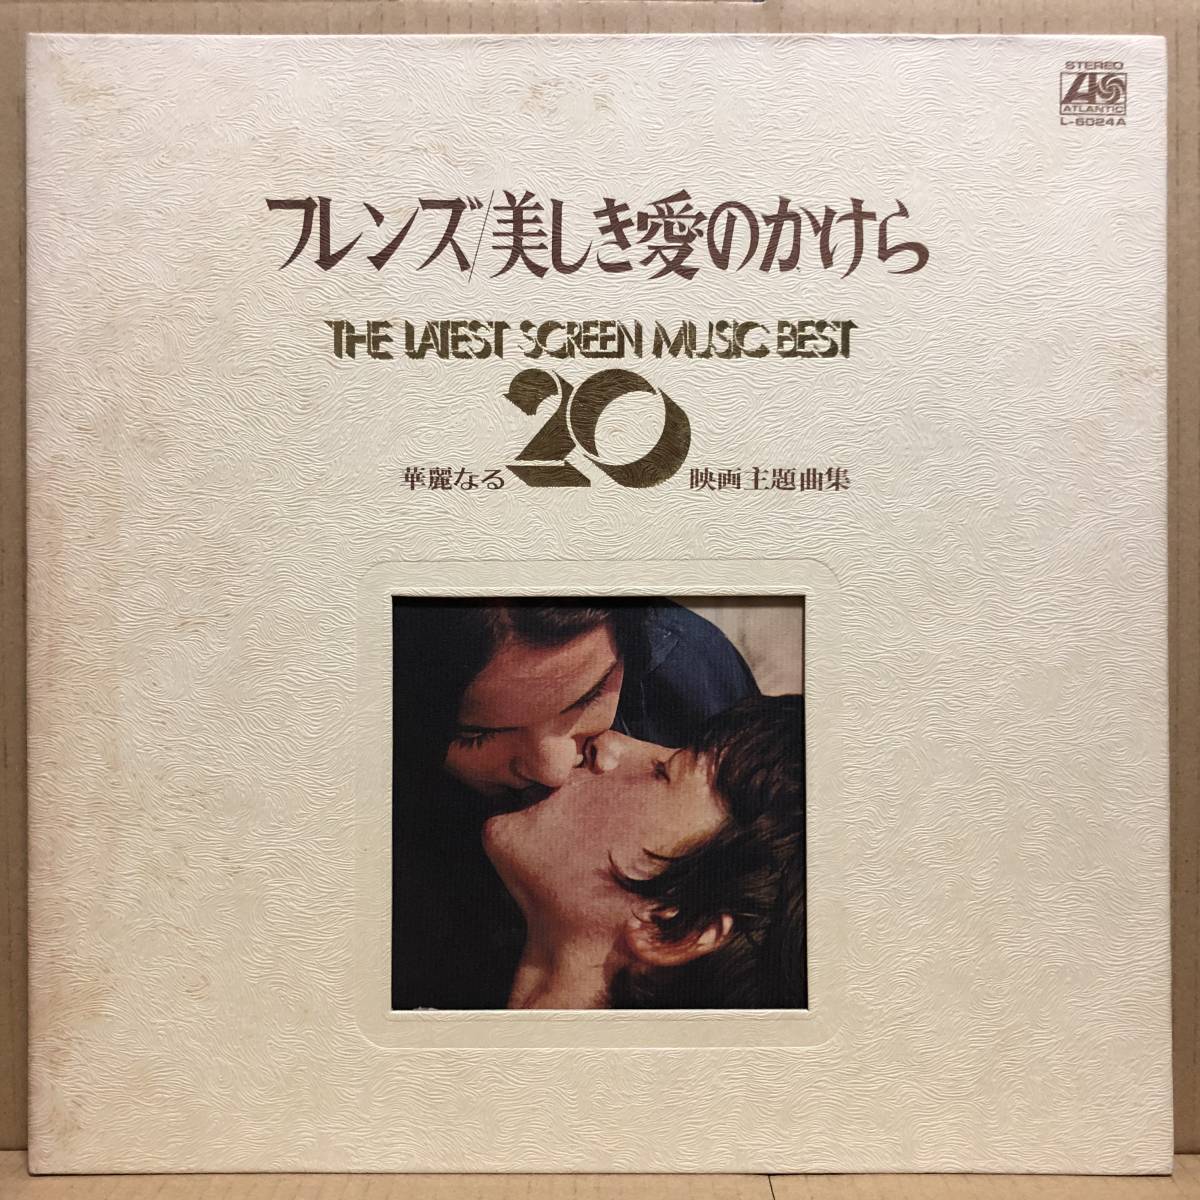 STEREO
ATLANTIC
L-6024A
フレンズ/美しき愛のかけら
THE LATEST SCREEN MUSIC BEST
20
華麗なる 映画主題曲集